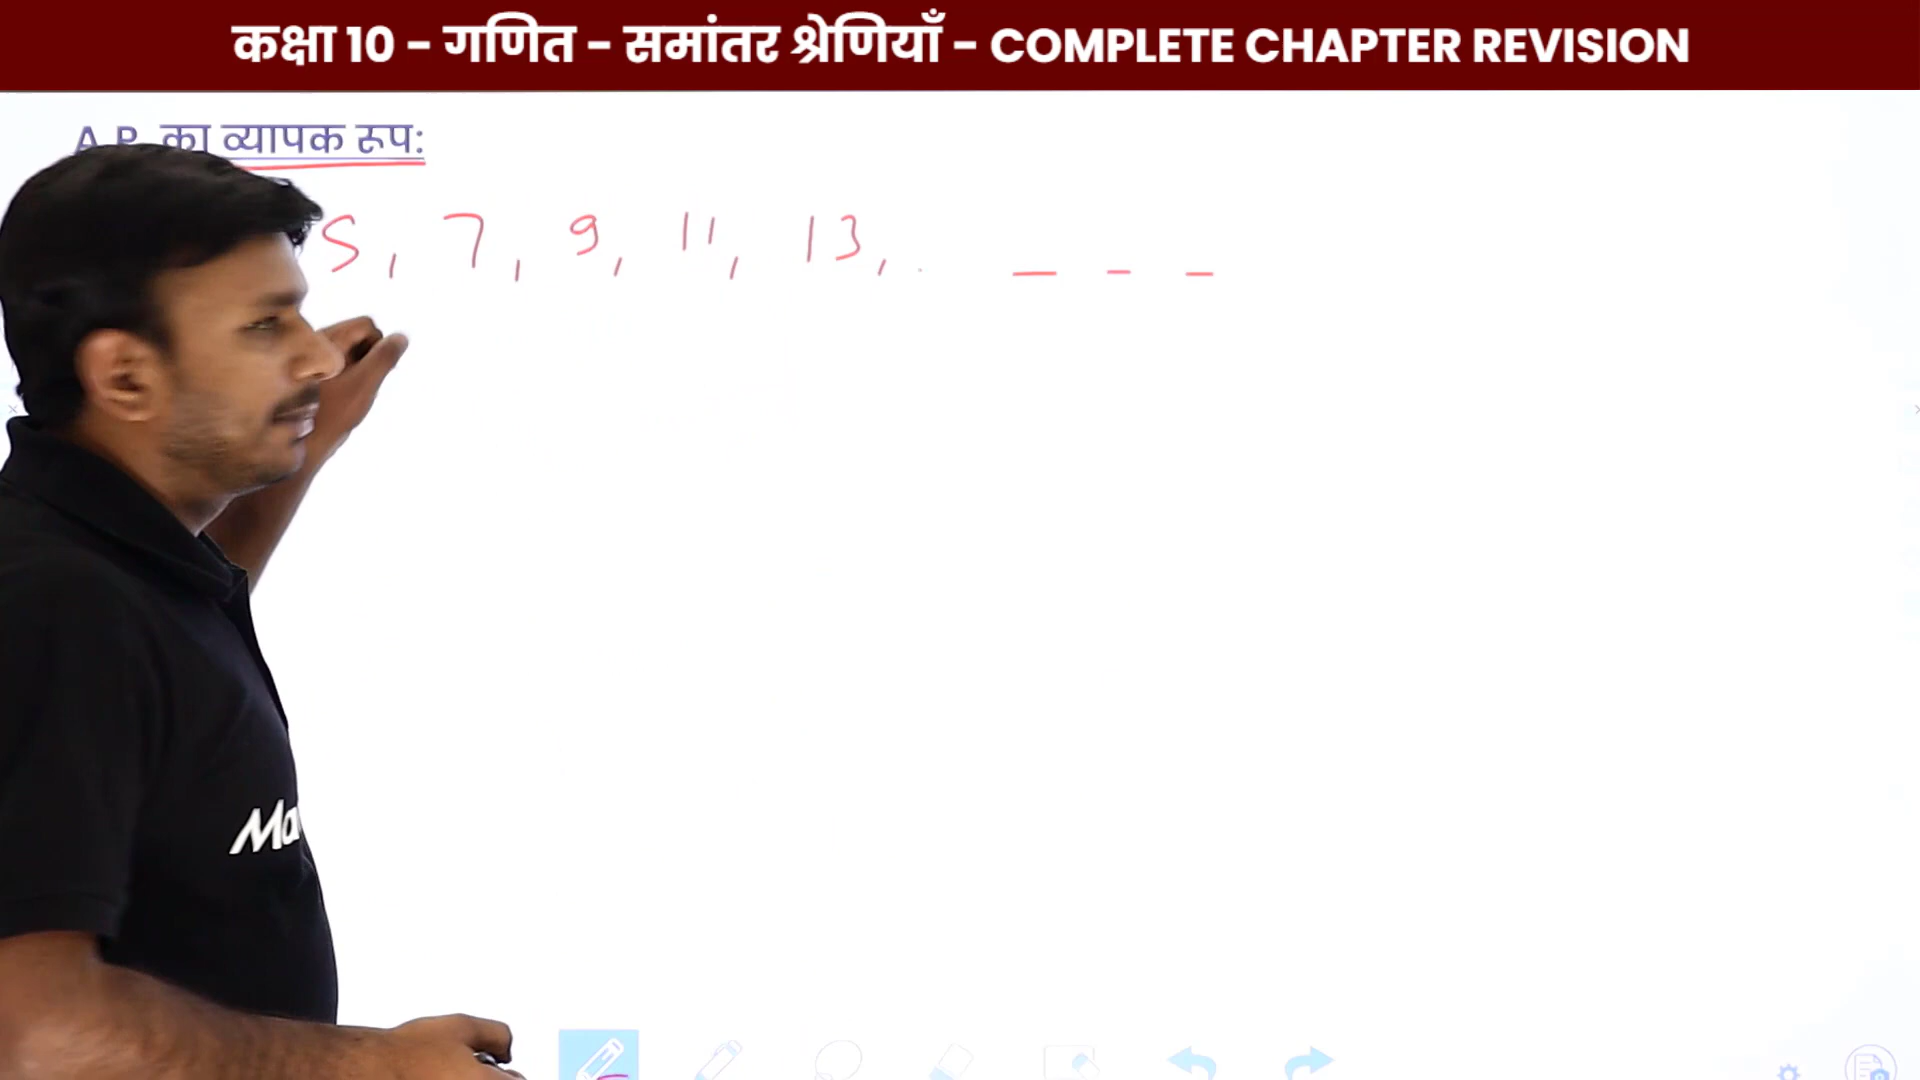 कक्षा 10 - गणित - समांतर श्रेणियाँ - COMPLETE CHAPTER REVISION
A.P. का व्यापक रूप:
5, 7, 9, 11, 13, . _ _ _